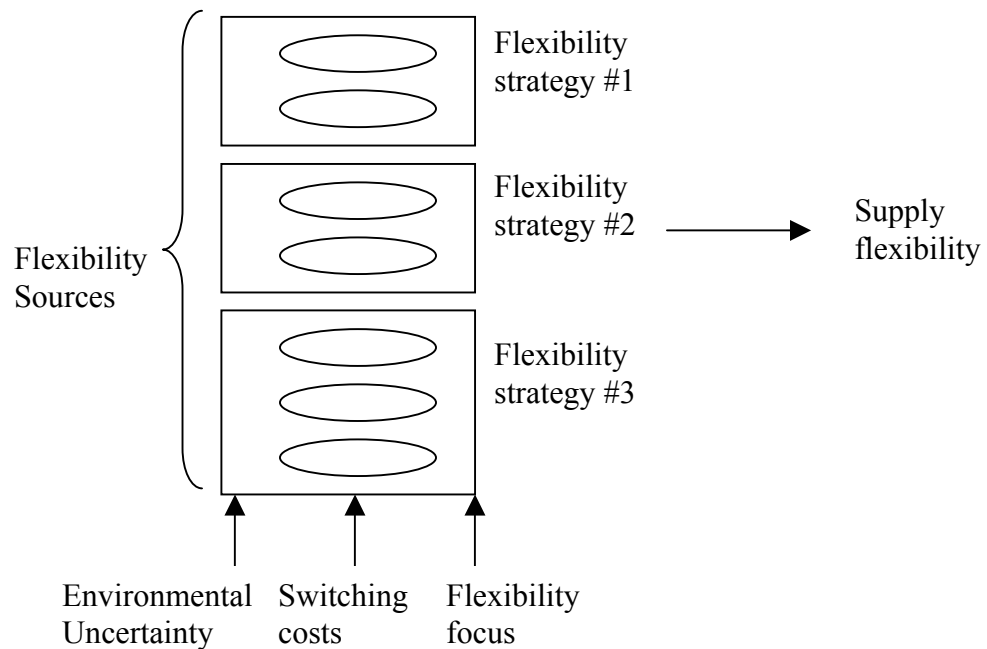 Flexibility
strategy #1
Flexibility
strategy #2
Supply
flexibility
Flexibility
Sources
Flexibility
strategy #3
Environmental
Uncertainty
Switching
costs
Flexibility
focus